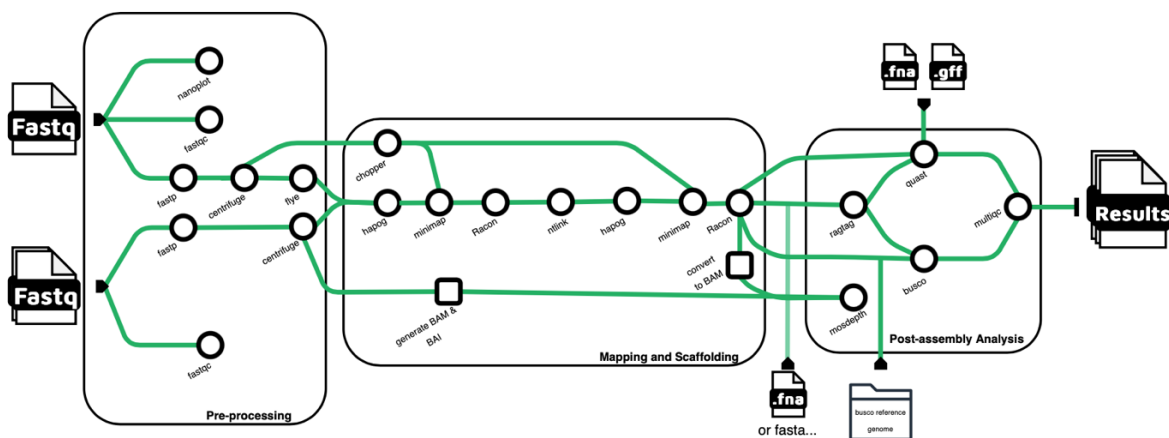 Fastq
nanoplot
fastqc
fastp
centrifuge
flye
Fastq
fastp
centrifuge
fastqc
Pre-processing
chopper
hapog
minimap
Racon
ntlink
hapog
minimap
Racon
convert
to BAM
generate BAM &
BAI
Mapping and Scaffolding
.fna
.gff
quast
ragtag
busco
mosdepth
multiqc
Post-assembly Analysis
Results
.fna
or fasta...
busco reference
genome